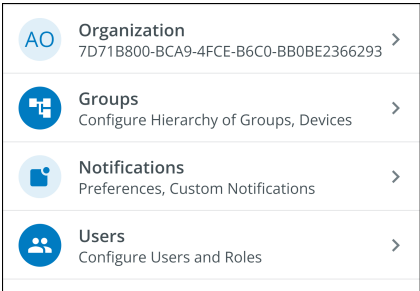 AO
Organization
7D71B800-BCA9-4FCE-B6C0-BB0BE2366293
Groups
Configure Hierarchy of Groups, Devices
Notifications
Preferences, Custom Notifications
Users
Configure Users and Roles